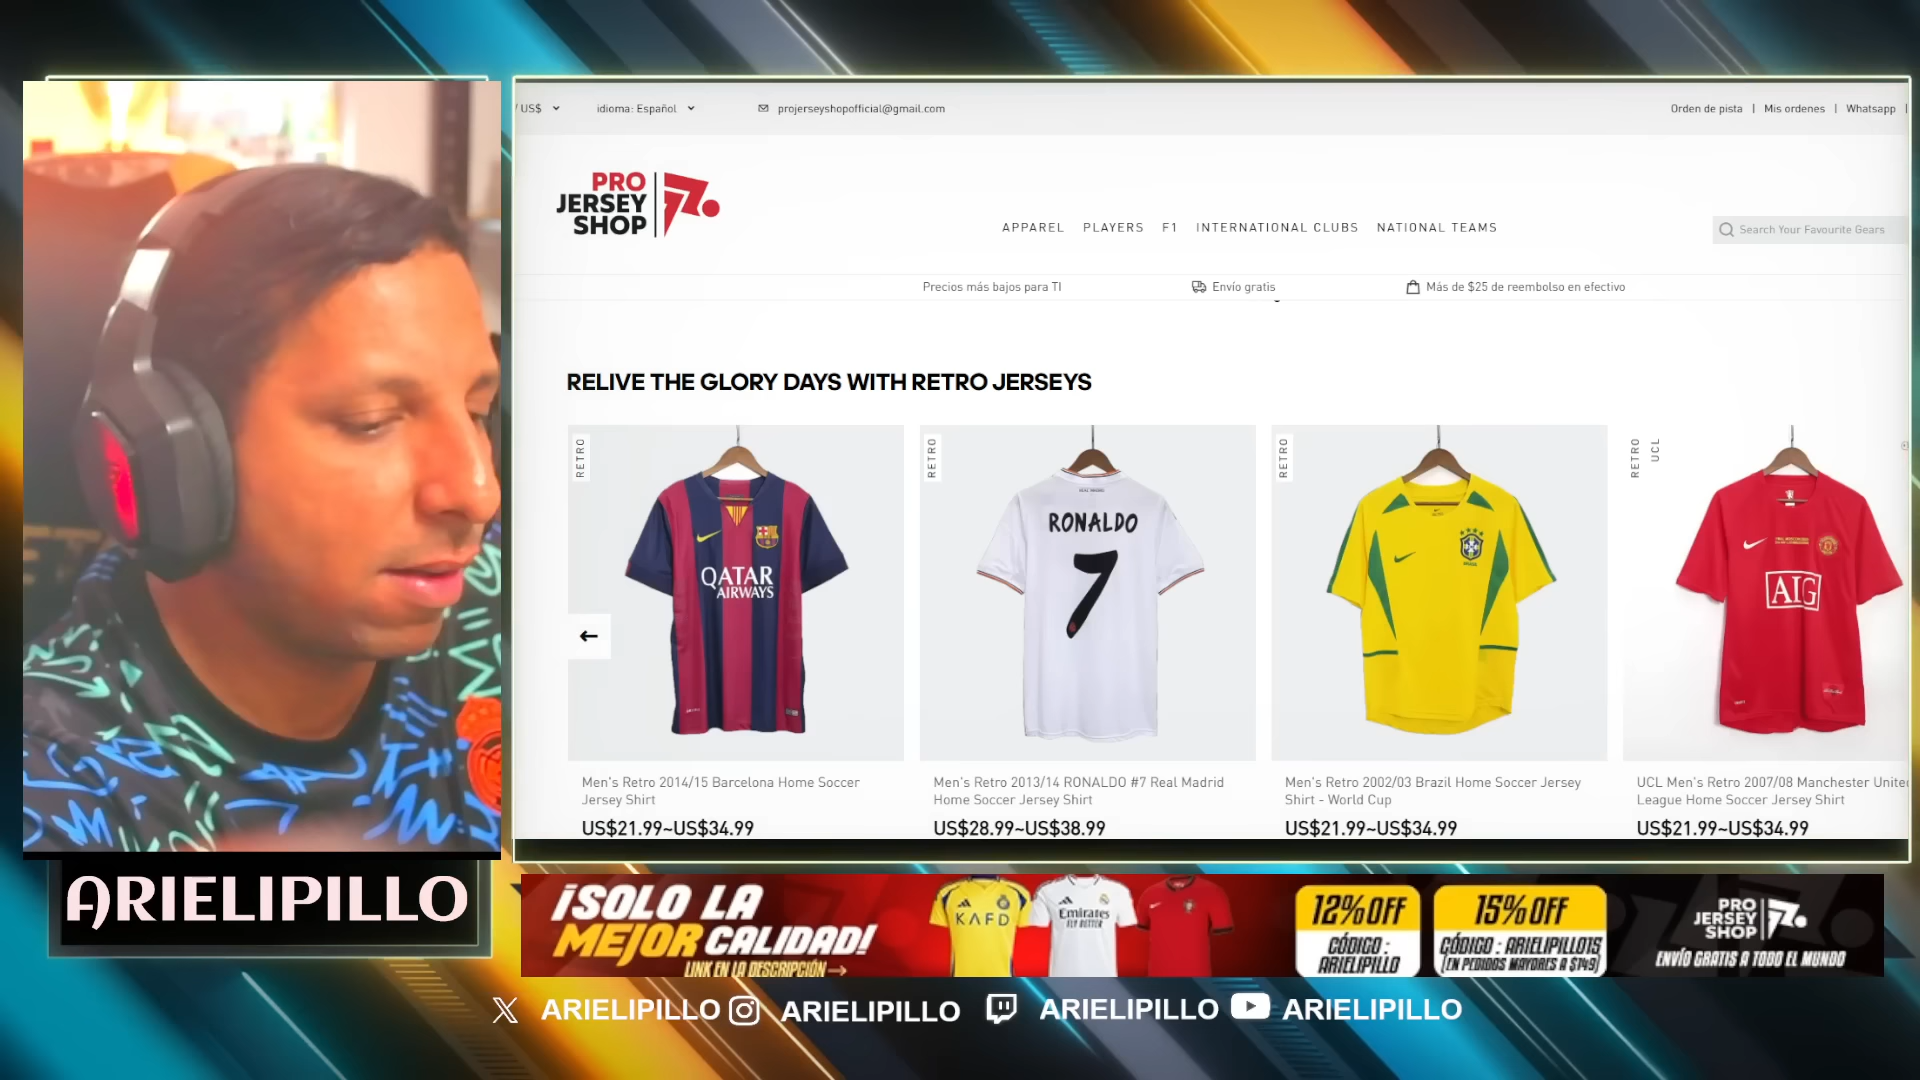 / US$
idioma: Español
projerseyshopofficial@gmail.com
Orden de pista | Mis ordenes | Whatsapp |
PRO
JERSEY
SHOP
APPAREL PLAYERS F1 INTERNATIONAL CLUBS NATIONAL TEAMS
Search Your Favourite Gears
Precios más bajos para TI
Envío gratis
Más de $25 de reembolso en efectivo
RELIVE THE GLORY DAYS WITH RETRO JERSEYS
RETRO
QATAR
AIRWAYS
RETRO
RONALDO
7
RETRO
BRASIL
RETRO
UCL
AIG
Men's Retro 2014/15 Barcelona Home Soccer
Jersey Shirt
US$21.99~US$34.99
Men's Retro 2013/14 RONALDO #7 Real Madrid
Home Soccer Jersey Shirt
US$28.99~US$38.99
Men's Retro 2002/03 Brazil Home Soccer Jersey
Shirt - World Cup
US$21.99~US$34.99
UCL Men's Retro 2007/08 Manchester Unite
League Home Soccer Jersey Shirt
US$21.99~US$34.99
ARIELIPILLO
¡SOLO LA
MEJOR CALIDAD!
LINK EN LA DESCRIPCIÓN
KAFD
Emirates
FLY BETTER
12% OFF
CÓDIGO :
ARIELIPILLO
15% OFF
CÓDIGO : ARIELIPILLO15
(EN PEDIDOS MAYORES A $149)
PRO
JERSEY
SHOP
ENVÍO GRATIS A TODO EL MUNDO
ARIELIPILLO
ARIELIPILLO
ARIELIPILLO
ARIELIPILLO